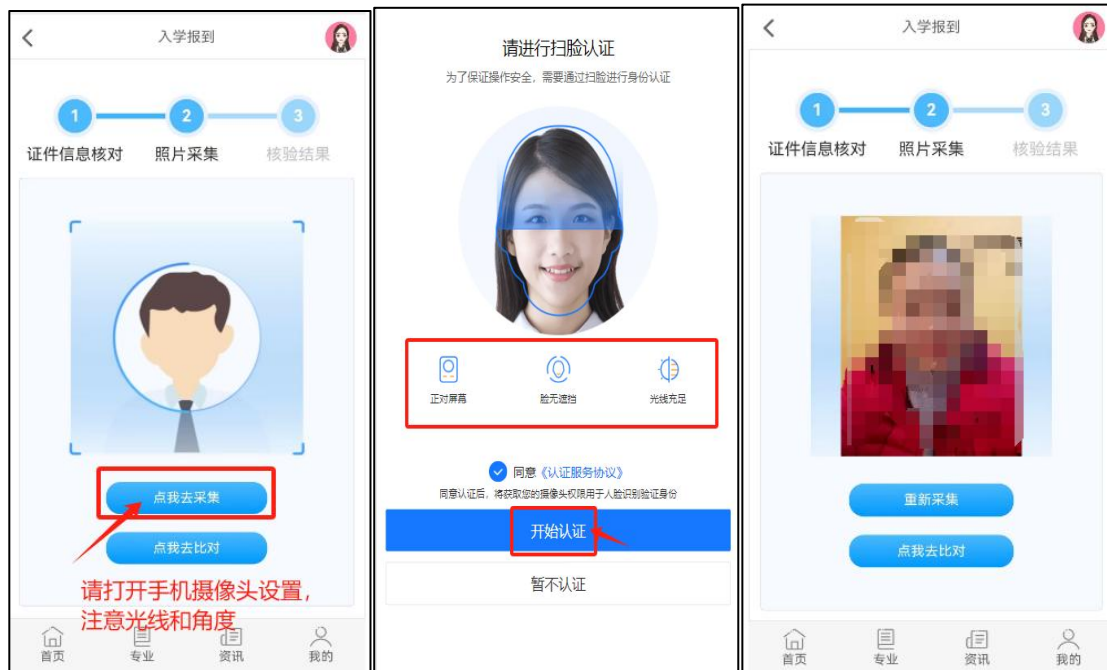 入学报到
1
2
3
证件信息核对
照片采集
核验结果
点我去采集
点我去比对
请打开手机摄像头设置，
注意光线和角度
首页
专业
资讯
我的
请进行扫脸认证
为了保证操作安全，需要通过扫脸进行身份认证
正对屏幕
脸无遮挡
光线充足
同意《认证服务协议》
同意认证后，将获取您的摄像头权限用于人脸识别验证身份
开始认证
暂不认证
入学报到
1
2
3
证件信息核对
照片采集
核验结果
重新采集
点我去比对
首页
专业
资讯
我的